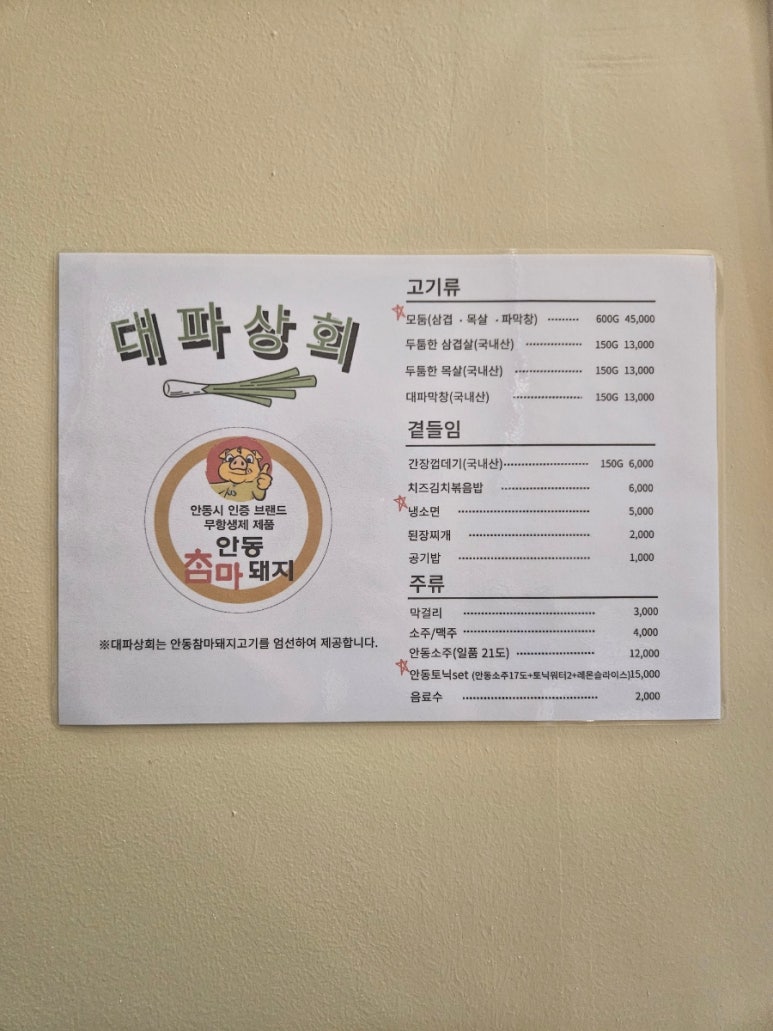 대파상회
안동시 인증 브랜드
무항생제 제품
안동
참마 돼지
※대파상회는 안동참마돼지고기를 엄선하여 제공합니다.
고기류
모둠(삼겹 · 목살 · 파막창) ········ 600G 45,000
두툼한 삼겹살(국내산) ········ 150G 13,000
두툼한 목살(국내산) ········ 150G 13,000
대파막창(국내산) ········ 150G 13,000
곁들임
간장껍데기(국내산) ········ 150G 6,000
치즈김치볶음밥 ········ 6,000
냉소면 ········ 5,000
된장찌개 ········ 2,000
공기밥 ········ 1,000
주류
막걸리 ········ 3,000
소주/맥주 ········ 4,000
안동소주(일품 21도) ········ 12,000
안동토닉set (안동소주17도+토닉워터2+레몬슬라이스)15,000
음료수 ········ 2,000